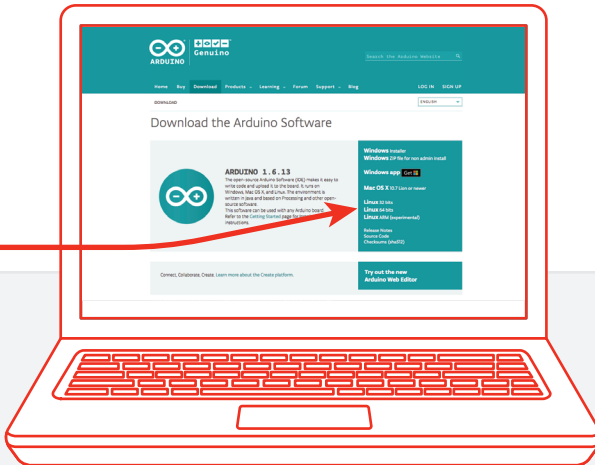 ARDUINO
Genuino
Search the Arduino Website
Home Buy Download Products Learning Forum Support Blog LOG IN SIGN UP
DOWNLOAD
ENGLISH
Download the Arduino Software
ARDUINO 1.6.13
The open-source Arduino Software (IDE) makes it easy to
write code and upload it to the board. It runs on
Windows, Mac OS X, and Linux. The environment is
written in Java and based on Processing and other open-
source software.
This software can be used with any Arduino board.
Refer to the Getting Started page for
instructions.
Windows Installer
Windows ZIP file for non admin install
Windows app Get
Mac OS X 10.7 Lion or newer
Linux 32 bits
Linux 64 bits
Linux ARM (experimental)
Release Notes
Source Code
Checksums (sha512)
Connect, Collaborate, Create. Learn more about the Create platform.
Try out the new
Arduino Web Editor